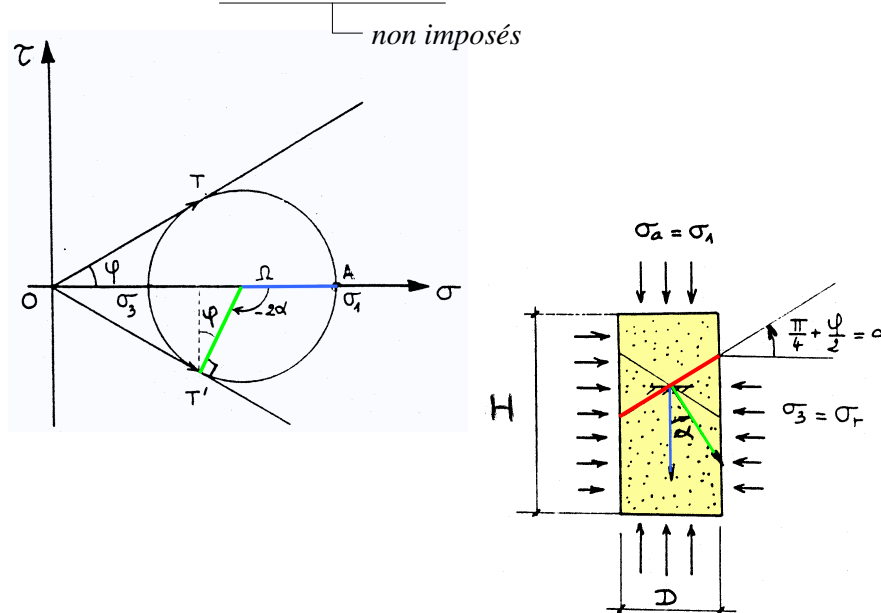 non imposés
τ
T
φ
Ω
A
O
σ₃
σ₁
σ
φ
-2α
T'
σa = σ₁
π/4 + φ/2 = α
H
σ₃ = σr
α
D